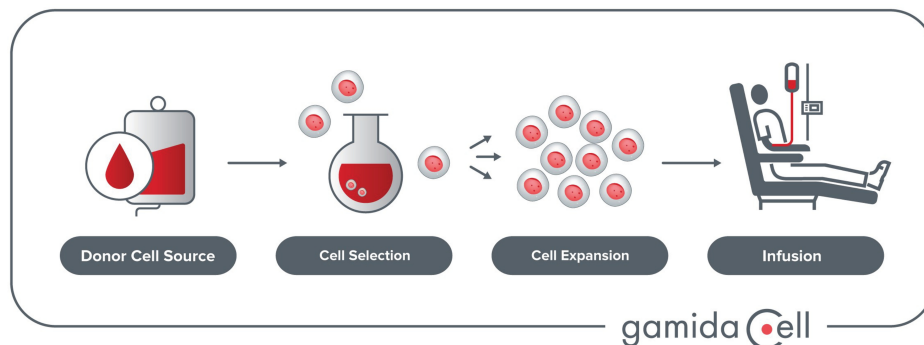 Donor Cell Source
Cell Selection
Cell Expansion
Infusion
gamida Cell